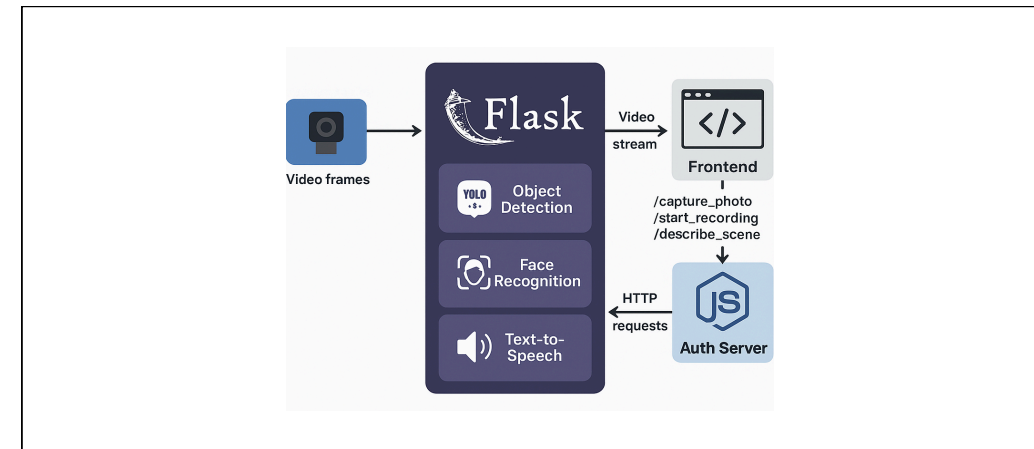 Video frames
Flask
YOLO
•s•
Object
Detection
Face
Recognition
Text-to-
Speech
Video
stream
</>
Frontend
/capture_photo
/start_recording
/describe_scene
HTTP
requests
JS
Auth Server